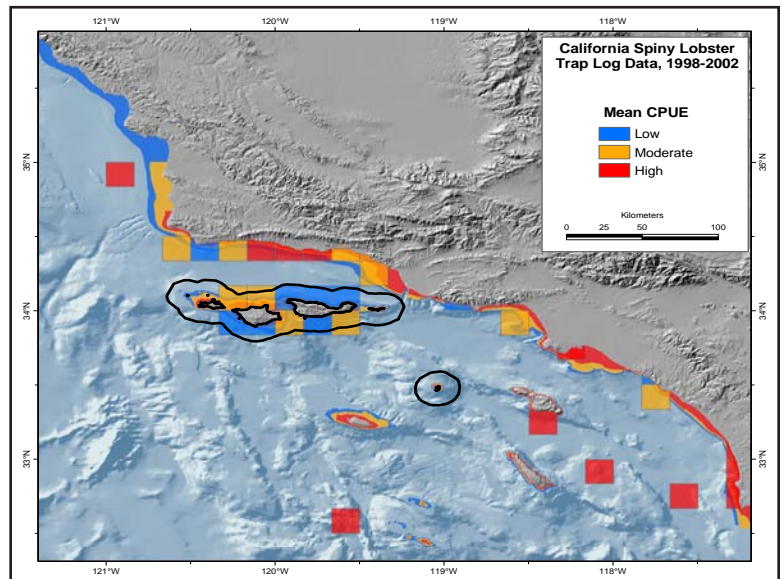 121°W 120°W 119°W 118°W
California Spiny Lobster
Trap Log Data, 1998-2002
Mean CPUE
Low
Moderate
High
Kilometers
0 25 50 100
35°N 35°N
34°N 34°N
33°N 33°N
121°W 120°W 119°W 118°W